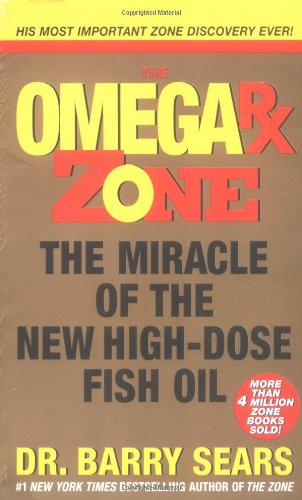 HIS MOST IMPORTANT ZONE DISCOVERY EVER!
THE
OMEGA Rx
ZONE
THE MIRACLE
OF THE
NEW HIGH-DOSE
FISH OIL
MORE
THAN
4 MILLION
ZONE
BOOKS
SOLD!
DR. BARRY SEARS
#1 NEW YORK TIMES BESTSELLING AUTHOR OF THE ZONE